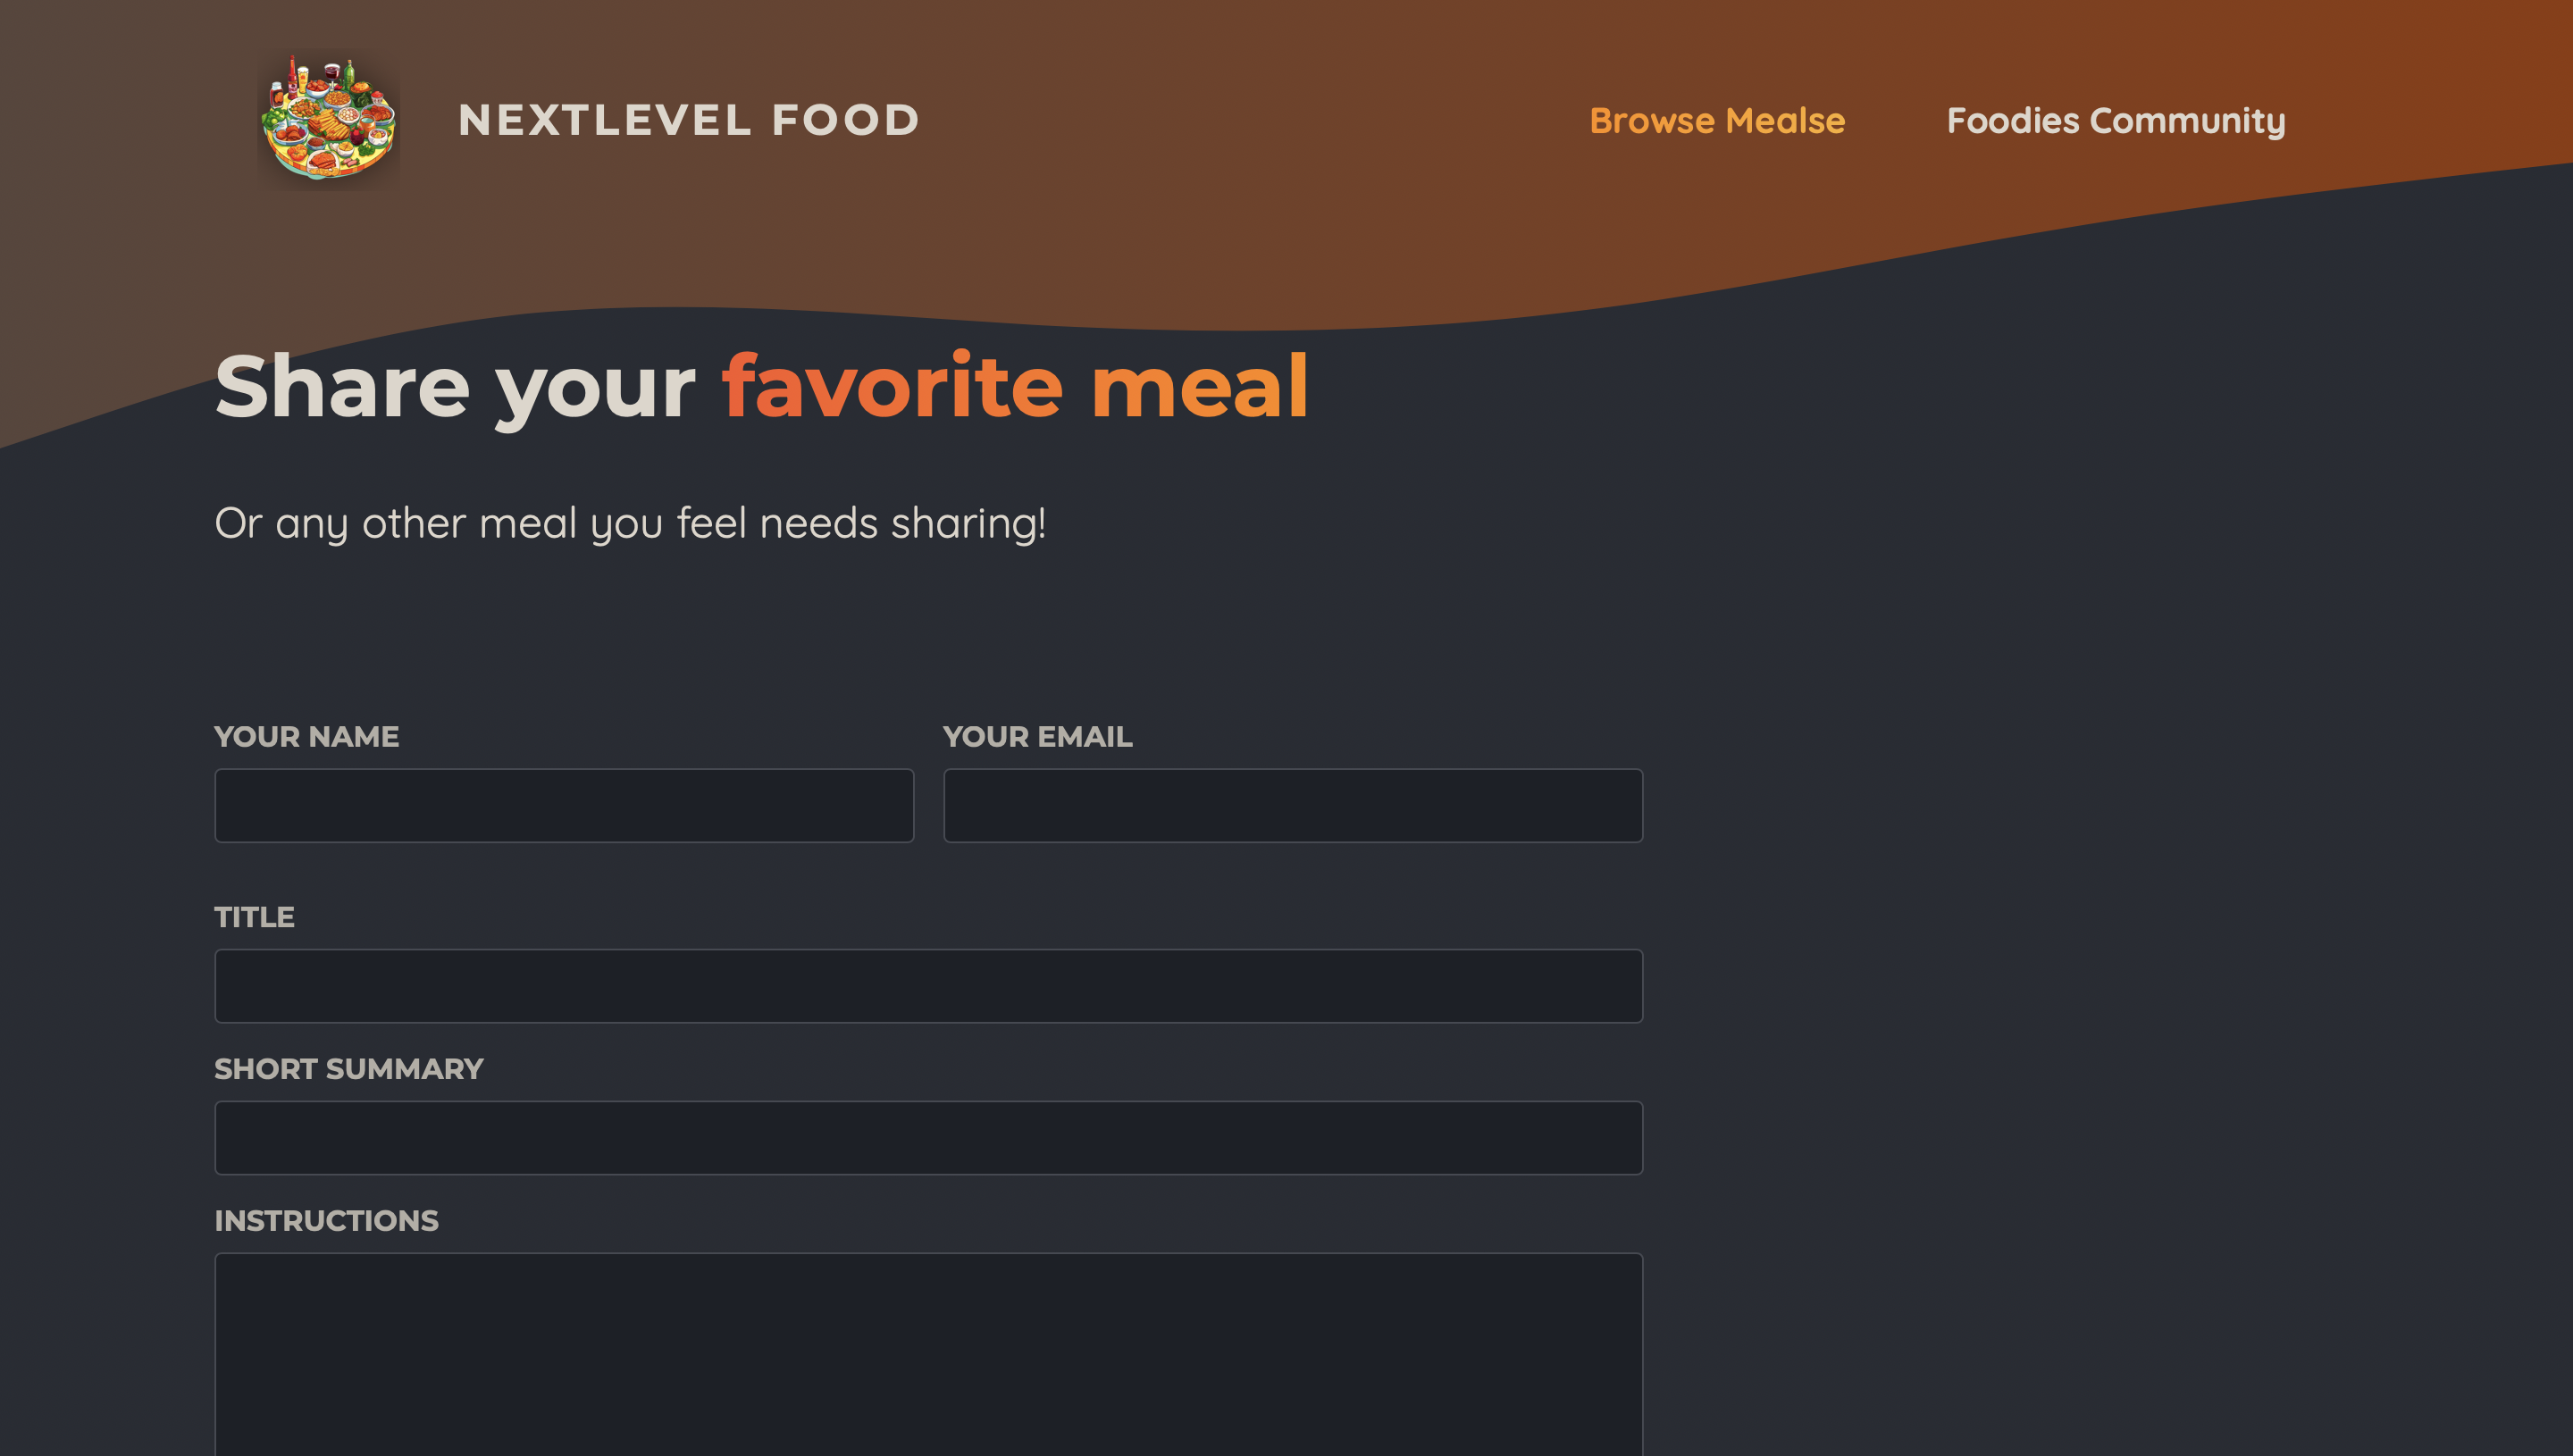 NEXTLEVEL FOOD
Browse Mealse
Foodies Community
Share your favorite meal
Or any other meal you feel needs sharing!
YOUR NAME
YOUR EMAIL
TITLE
SHORT SUMMARY
INSTRUCTIONS